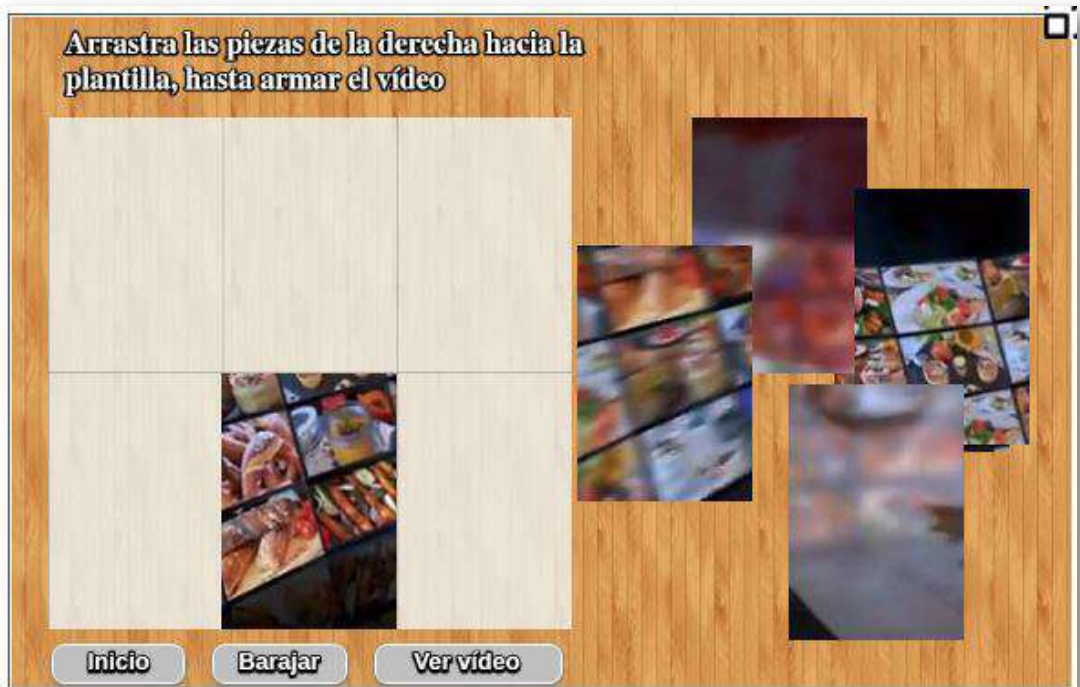 Arrastra las piezas de la derecha hacia la
plantilla, hasta armar el vídeo
Inicio
Barajar
Ver vídeo